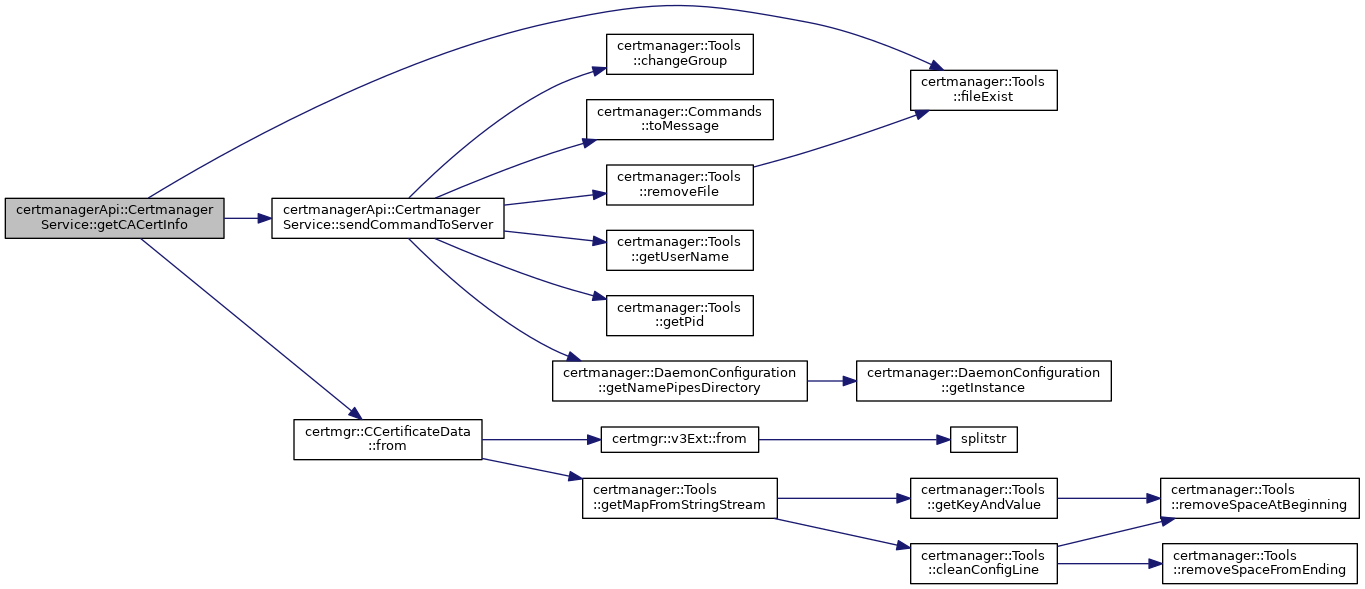 certmanagerApi::Certmanager
Service::getCACertInfo
certmanagerApi::Certmanager
Service::sendCommandToServer
certmanager::Tools
::changeGroup
certmanager::Commands
::toMessage
certmanager::Tools
::removeFile
certmanager::Tools
::fileExist
certmanager::Tools
::getUserName
certmanager::Tools
::getPid
certmanager::DaemonConfiguration
::getNamePipesDirectory
certmanager::DaemonConfiguration
::getInstance
certmgr::CCertificateData
::from
certmgr::v3Ext::from
splitstr
certmanager::Tools
::getMapFromStringStream
certmanager::Tools
::getKeyAndValue
certmanager::Tools
::removeSpaceAtBeginning
certmanager::Tools
::cleanConfigLine
certmanager::Tools
::removeSpaceFromEnding